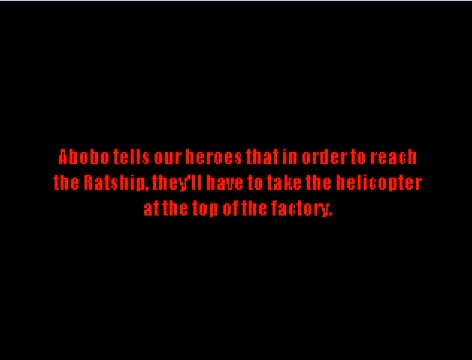 Abobo tells our heroes that in order to reach
the Ratship, they'll have to take the helicopter
at the top of the factory.